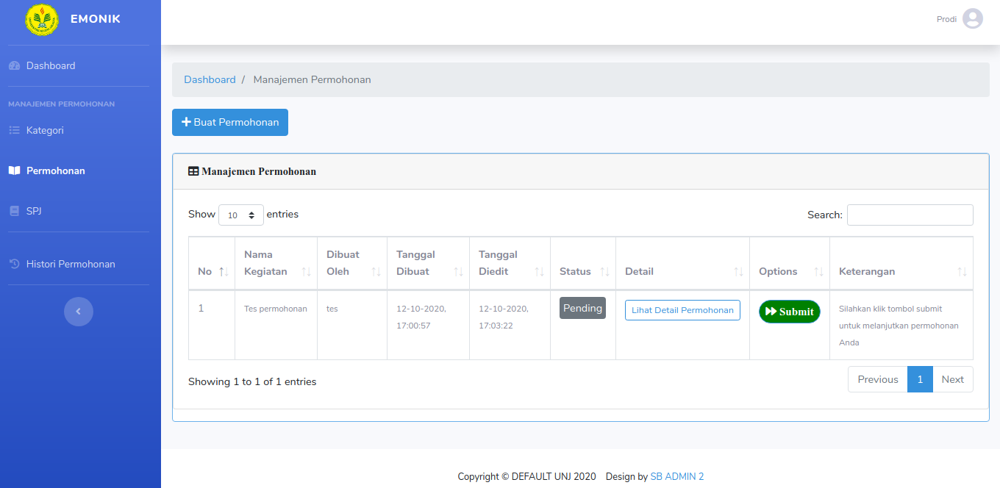 EMONIK
Prodi
Dashboard
MANAJEMEN PERMOHONAN
Kategori
Permohonan
SPJ
Histori Permohonan
Dashboard / Manajemen Permohonan
Buat Permohonan
Manajemen Permohonan
Show 10 entries
Search:
No
Nama
Kegiatan
Dibuat
Oleh
Tanggal
Dibuat
Tanggal
Diedit
Status
Detail
Options
Keterangan
1
Tes permohonan
tes
12-10-2020,
17:00:57
12-10-2020,
17:03:22
Pending
Lihat Detail Permohonan
Submit
Silahkan klik tombol submit
untuk melanjutkan permohonan
Anda
Showing 1 to 1 of 1 entries
Previous 1 Next
Copyright © DEFAULT UNJ 2020 Design by SB ADMIN 2